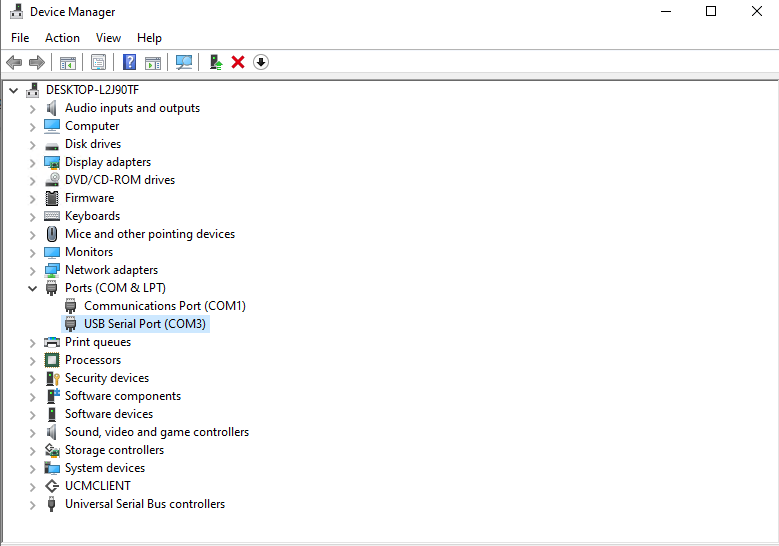 Device Manager
File Action View Help
DESKTOP-L2J90TF
Audio inputs and outputs
Computer
Disk drives
Display adapters
DVD/CD-ROM drives
Firmware
Keyboards
Mice and other pointing devices
Monitors
Network adapters
Ports (COM & LPT)
Communications Port (COM1)
USB Serial Port (COM3)
Print queues
Processors
Security devices
Software components
Software devices
Sound, video and game controllers
Storage controllers
System devices
UCMCLIENT
Universal Serial Bus controllers